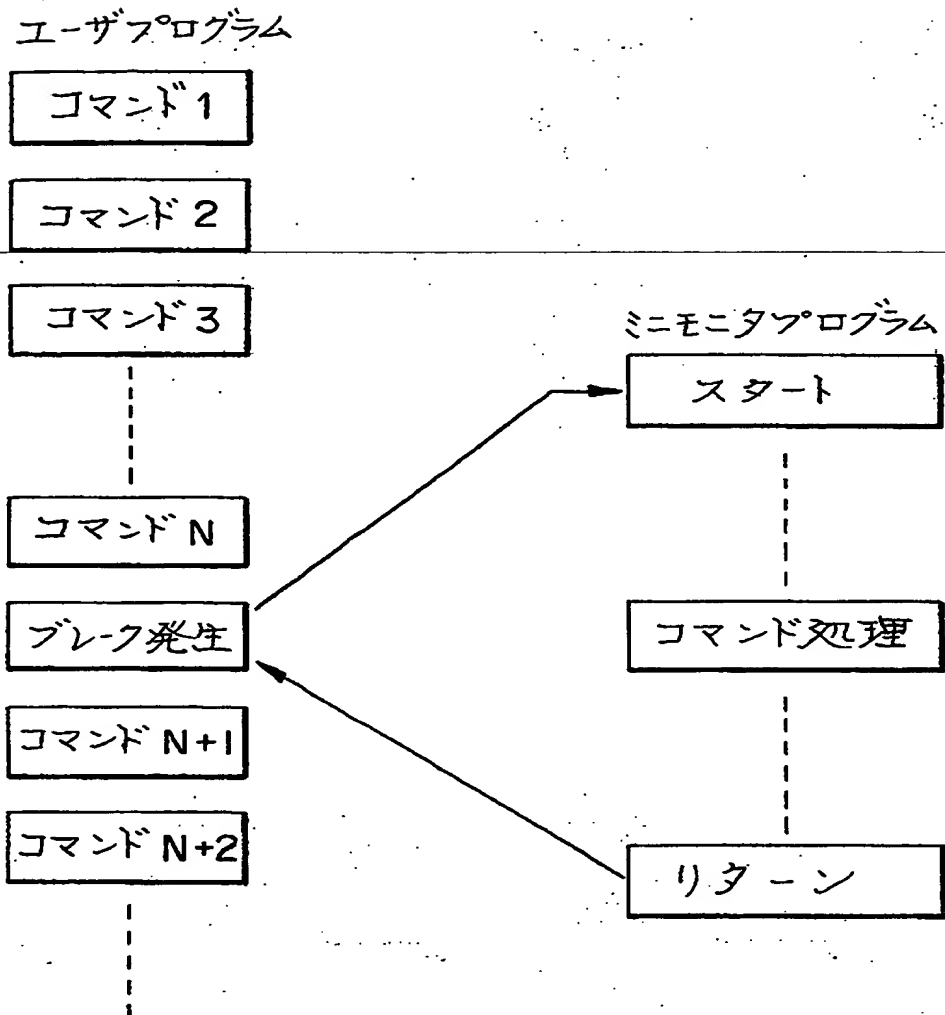 エーザプログラム
コマンド 1
コマンド 2
コマンド 3
コマンド N
ブレーク発生
コマンド N+1
コマンド N+2
ミニモニタプログラム
スタート
コマンド処理
リターン